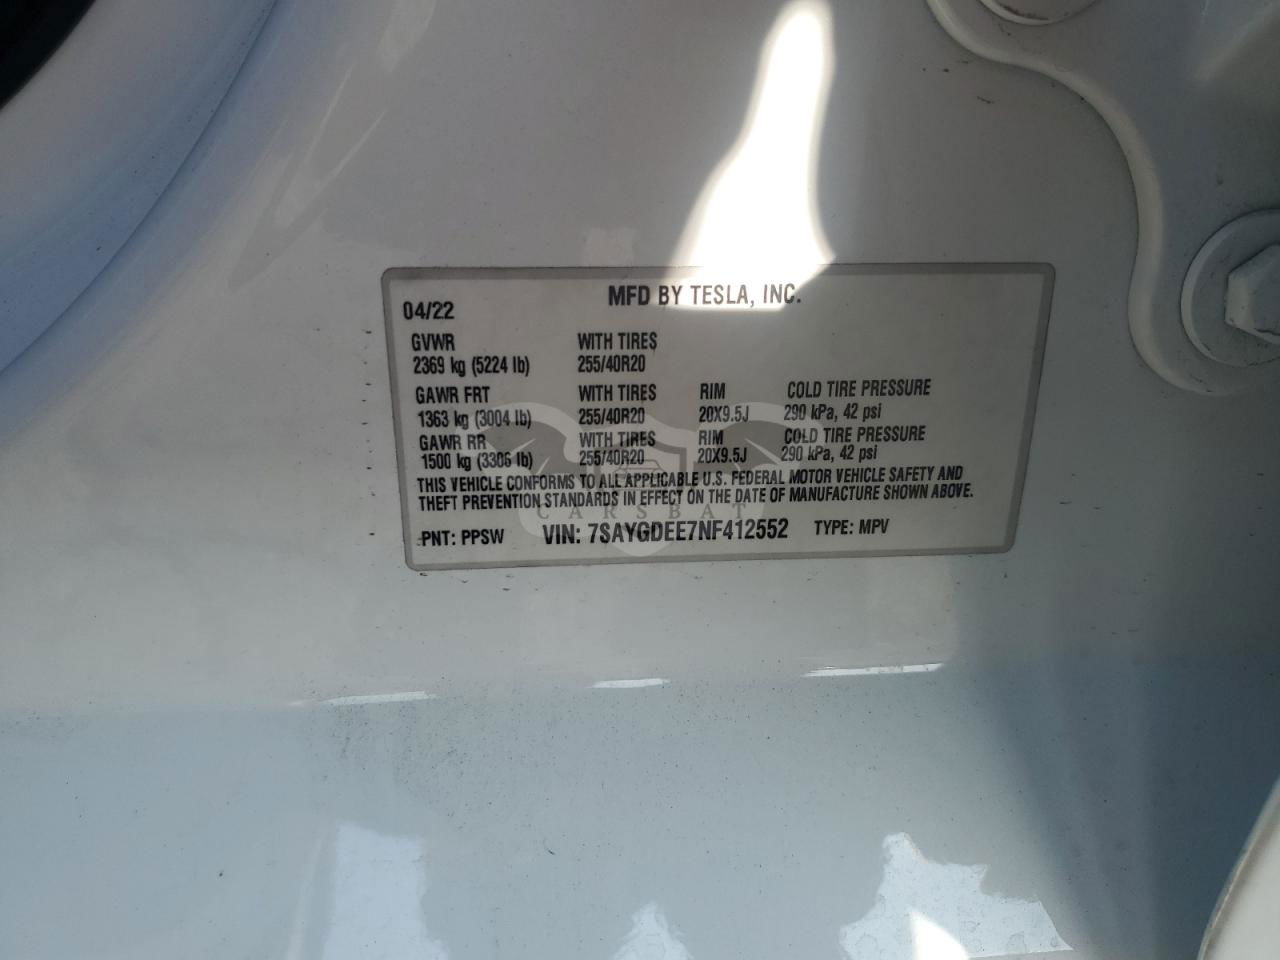 MFD BY TESLA, INC.
04/22
GVWR WITH TIRES
2369 kg (5224 lb) 255/40R20
GAWR FRT WITH TIRES RIM COLD TIRE PRESSURE
1363 kg (3004 lb) 255/40R20 20X9.5J 290 kPa, 42 psi
GAWR RR WITH TIRES RIM COLD TIRE PRESSURE
1500 kg (3306 lb) 255/40R20 20X9.5J 290 kPa, 42 psi
THIS VEHICLE CONFORMS TO ALL APPLICABLE U.S. FEDERAL MOTOR VEHICLE SAFETY AND
THEFT PREVENTION STANDARDS IN EFFECT ON THE DATE OF MANUFACTURE SHOWN ABOVE.
CARSBAT
PNT: PPSW VIN: 7SAYGDEE7NF412552 TYPE: MPV